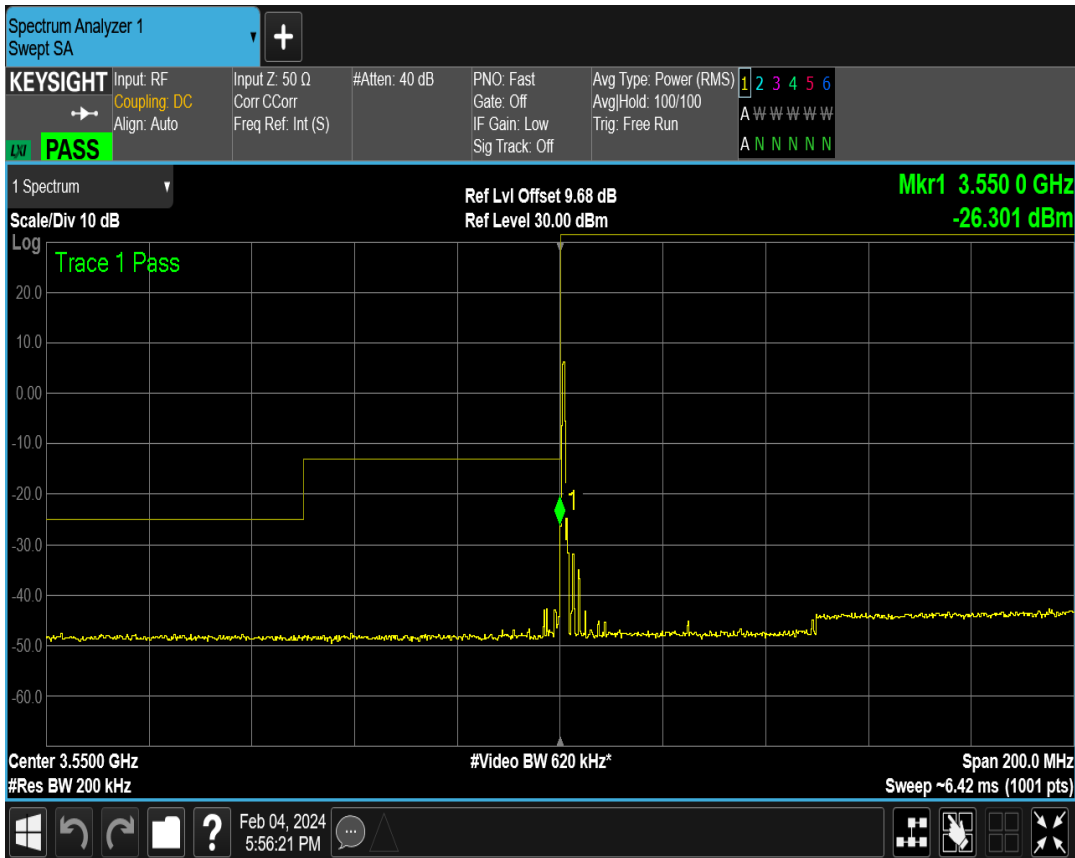 Spectrum Analyzer 1
Swept SA
KEYSIGHT
LXI PASS
Input: RF
Coupling: DC
Align: Auto
Input Z: 50 Ω
Corr CCorr
Freq Ref: Int (S)
#Atten: 40 dB
PNO: Fast
Gate: Off
IF Gain: Low
Sig Track: Off
Avg Type: Power (RMS)
Avg|Hold: 100/100
Trig: Free Run
1 2 3 4 5 6
A W W W W W
A N N N N N
1 Spectrum
Scale/Div 10 dB
Ref Lvl Offset 9.68 dB
Ref Level 30.00 dBm
Mkr1 3.550 0 GHz
-26.301 dBm
Log
Trace 1 Pass
20.0
10.0
0.00
-10.0
-20.0
1
-30.0
-40.0
-50.0
-60.0
Center 3.5500 GHz
#Res BW 200 kHz
#Video BW 620 kHz*
Span 200.0 MHz
Sweep ~6.42 ms (1001 pts)
?
Feb 04, 2024
5:56:21 PM